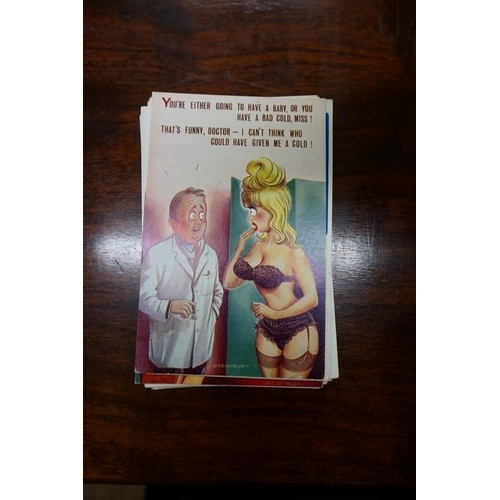 YOU'RE EITHER GOING TO HAVE A BABY, OR YOU
HAVE A BAD COLD, MISS!
THAT'S FUNNY, DOCTOR — I CAN'T THINK WHO
COULD HAVE GIVEN ME A COLD!